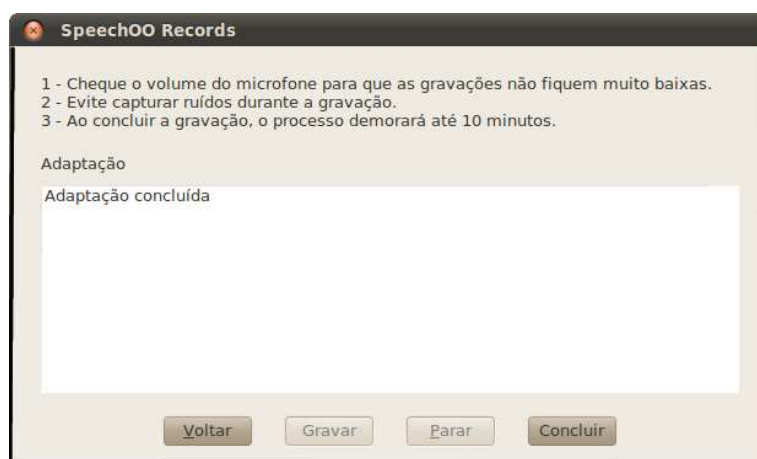 SpeechOO Records
1 - Cheque o volume do microfone para que as gravações não fiquem muito baixas.
2 - Evite capturar ruídos durante a gravação.
3 - Ao concluir a gravação, o processo demorará até 10 minutos.
Adaptação
Adaptação concluída
Voltar Gravar Parar Concluir